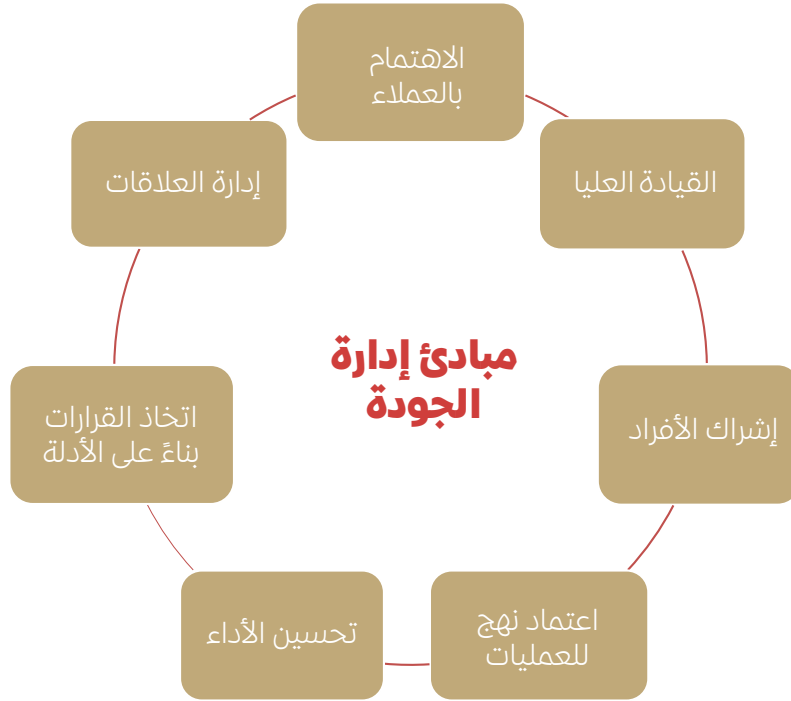 الاهتمام
بالعملاء
القيادة العليا
إشراك الأفراد
اعتماد نهج
للعمليات
تحسين الأداء
اتخاذ القرارات
بناءً على الأدلة
إدارة العلاقات
مبادئ إدارة
الجودة